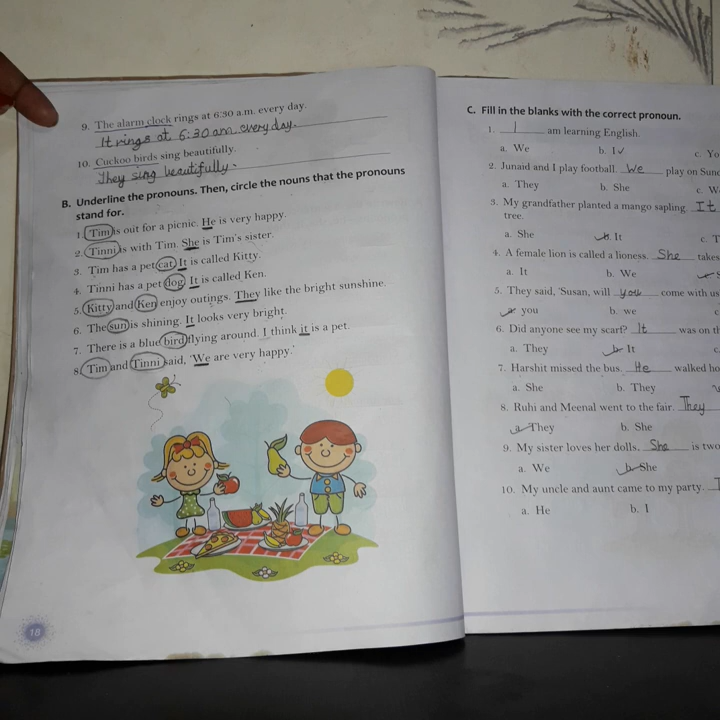 9. The alarm clock rings at 6:30 a.m. every day.
It rings at 6:30 am every day.
10. Cuckoo birds sing beautifully.
They sing beautifully.
B. Underline the pronouns. Then, circle the nouns that the pronouns
stand for.
1. Tim is out for a picnic. He is very happy.
2. Tinni is with Tim. She is Tim's sister.
3. Tim has a pet cat. It is called Kitty.
4. Tinni has a pet dog. It is called Ken.
5. Kitty and Ken enjoy outings. They like the bright sunshine.
6. The sun is shining. It looks very bright.
7. There is a blue bird flying around. I think it is a pet.
8. Tim and Tinni said, 'We are very happy.'
18
C. Fill in the blanks with the correct pronoun.
1. I am learning English.
a. We b. I c. Yo
2. Junaid and I play football. We play on Sun
a. They b. She c. W
3. My grandfather planted a mango sapling. It
tree.
a. She b. It c. T
4. A female lion is called a lioness. She takes
a. It b. We S
5. They said, 'Susan, will you come with us
a. you b. we c
6. Did anyone see my scarf? It was on th
a. They b. It c.
7. Harshit missed the bus. He walked ho
a. She b. They
8. Ruhi and Meenal went to the fair. They
a. They b. She
9. My sister loves her dolls. She is two
a. We b. She
10. My uncle and aunt came to my party. T
a. He b. I